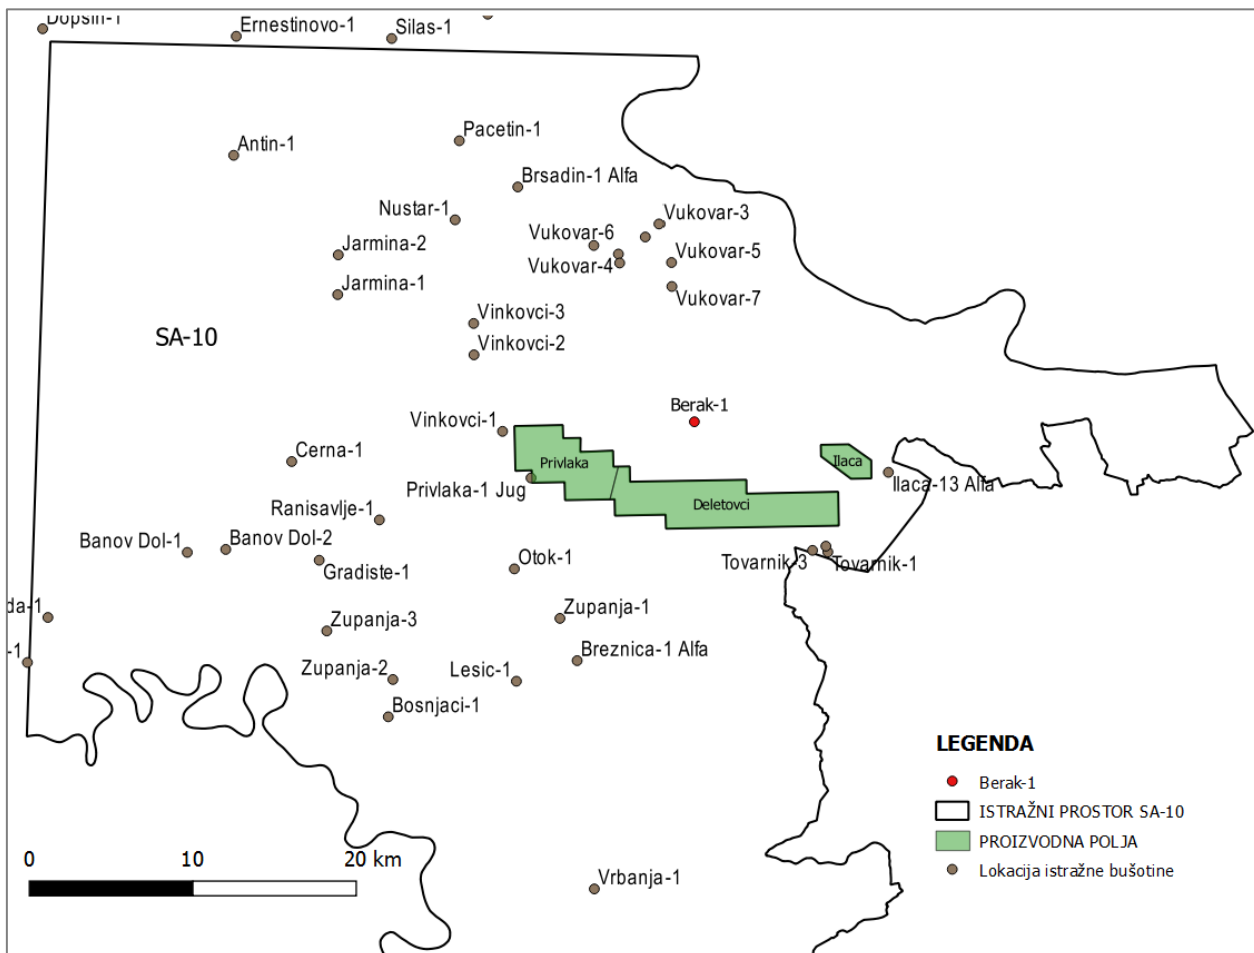 Dopsin-1
Ernestinovo-1
Silas-1
Antin-1
Pacetin-1
Brsadin-1 Alfa
Nustar-1
Vukovar-3
Vukovar-6
Jarmina-2
Vukovar-4
Vukovar-5
Jarmina-1
Vukovar-7
Vinkovci-3
SA-10
Vinkovci-2
Berak-1
Vinkovci-1
Cerna-1
Privlaka
Ilaca
Privlaka-1 Jug
Ilaca-13 Alfa
Ranisavlje-1
Deletovci
Banov Dol-1
Banov Dol-2
Otok-1
Tovarnik-3
Tovarnik-1
Gradiste-1
da-1
Zupanja-1
Zupanja-3
-1
Breznica-1 Alfa
Zupanja-2
Lesic-1
Bosnjaci-1
LEGENDA
Berak-1
ISTRAŽNI PROSTOR SA-10
PROIZVODNA POLJA
Lokacija istražne bušotine
0 10 20 km
Vrbanja-1